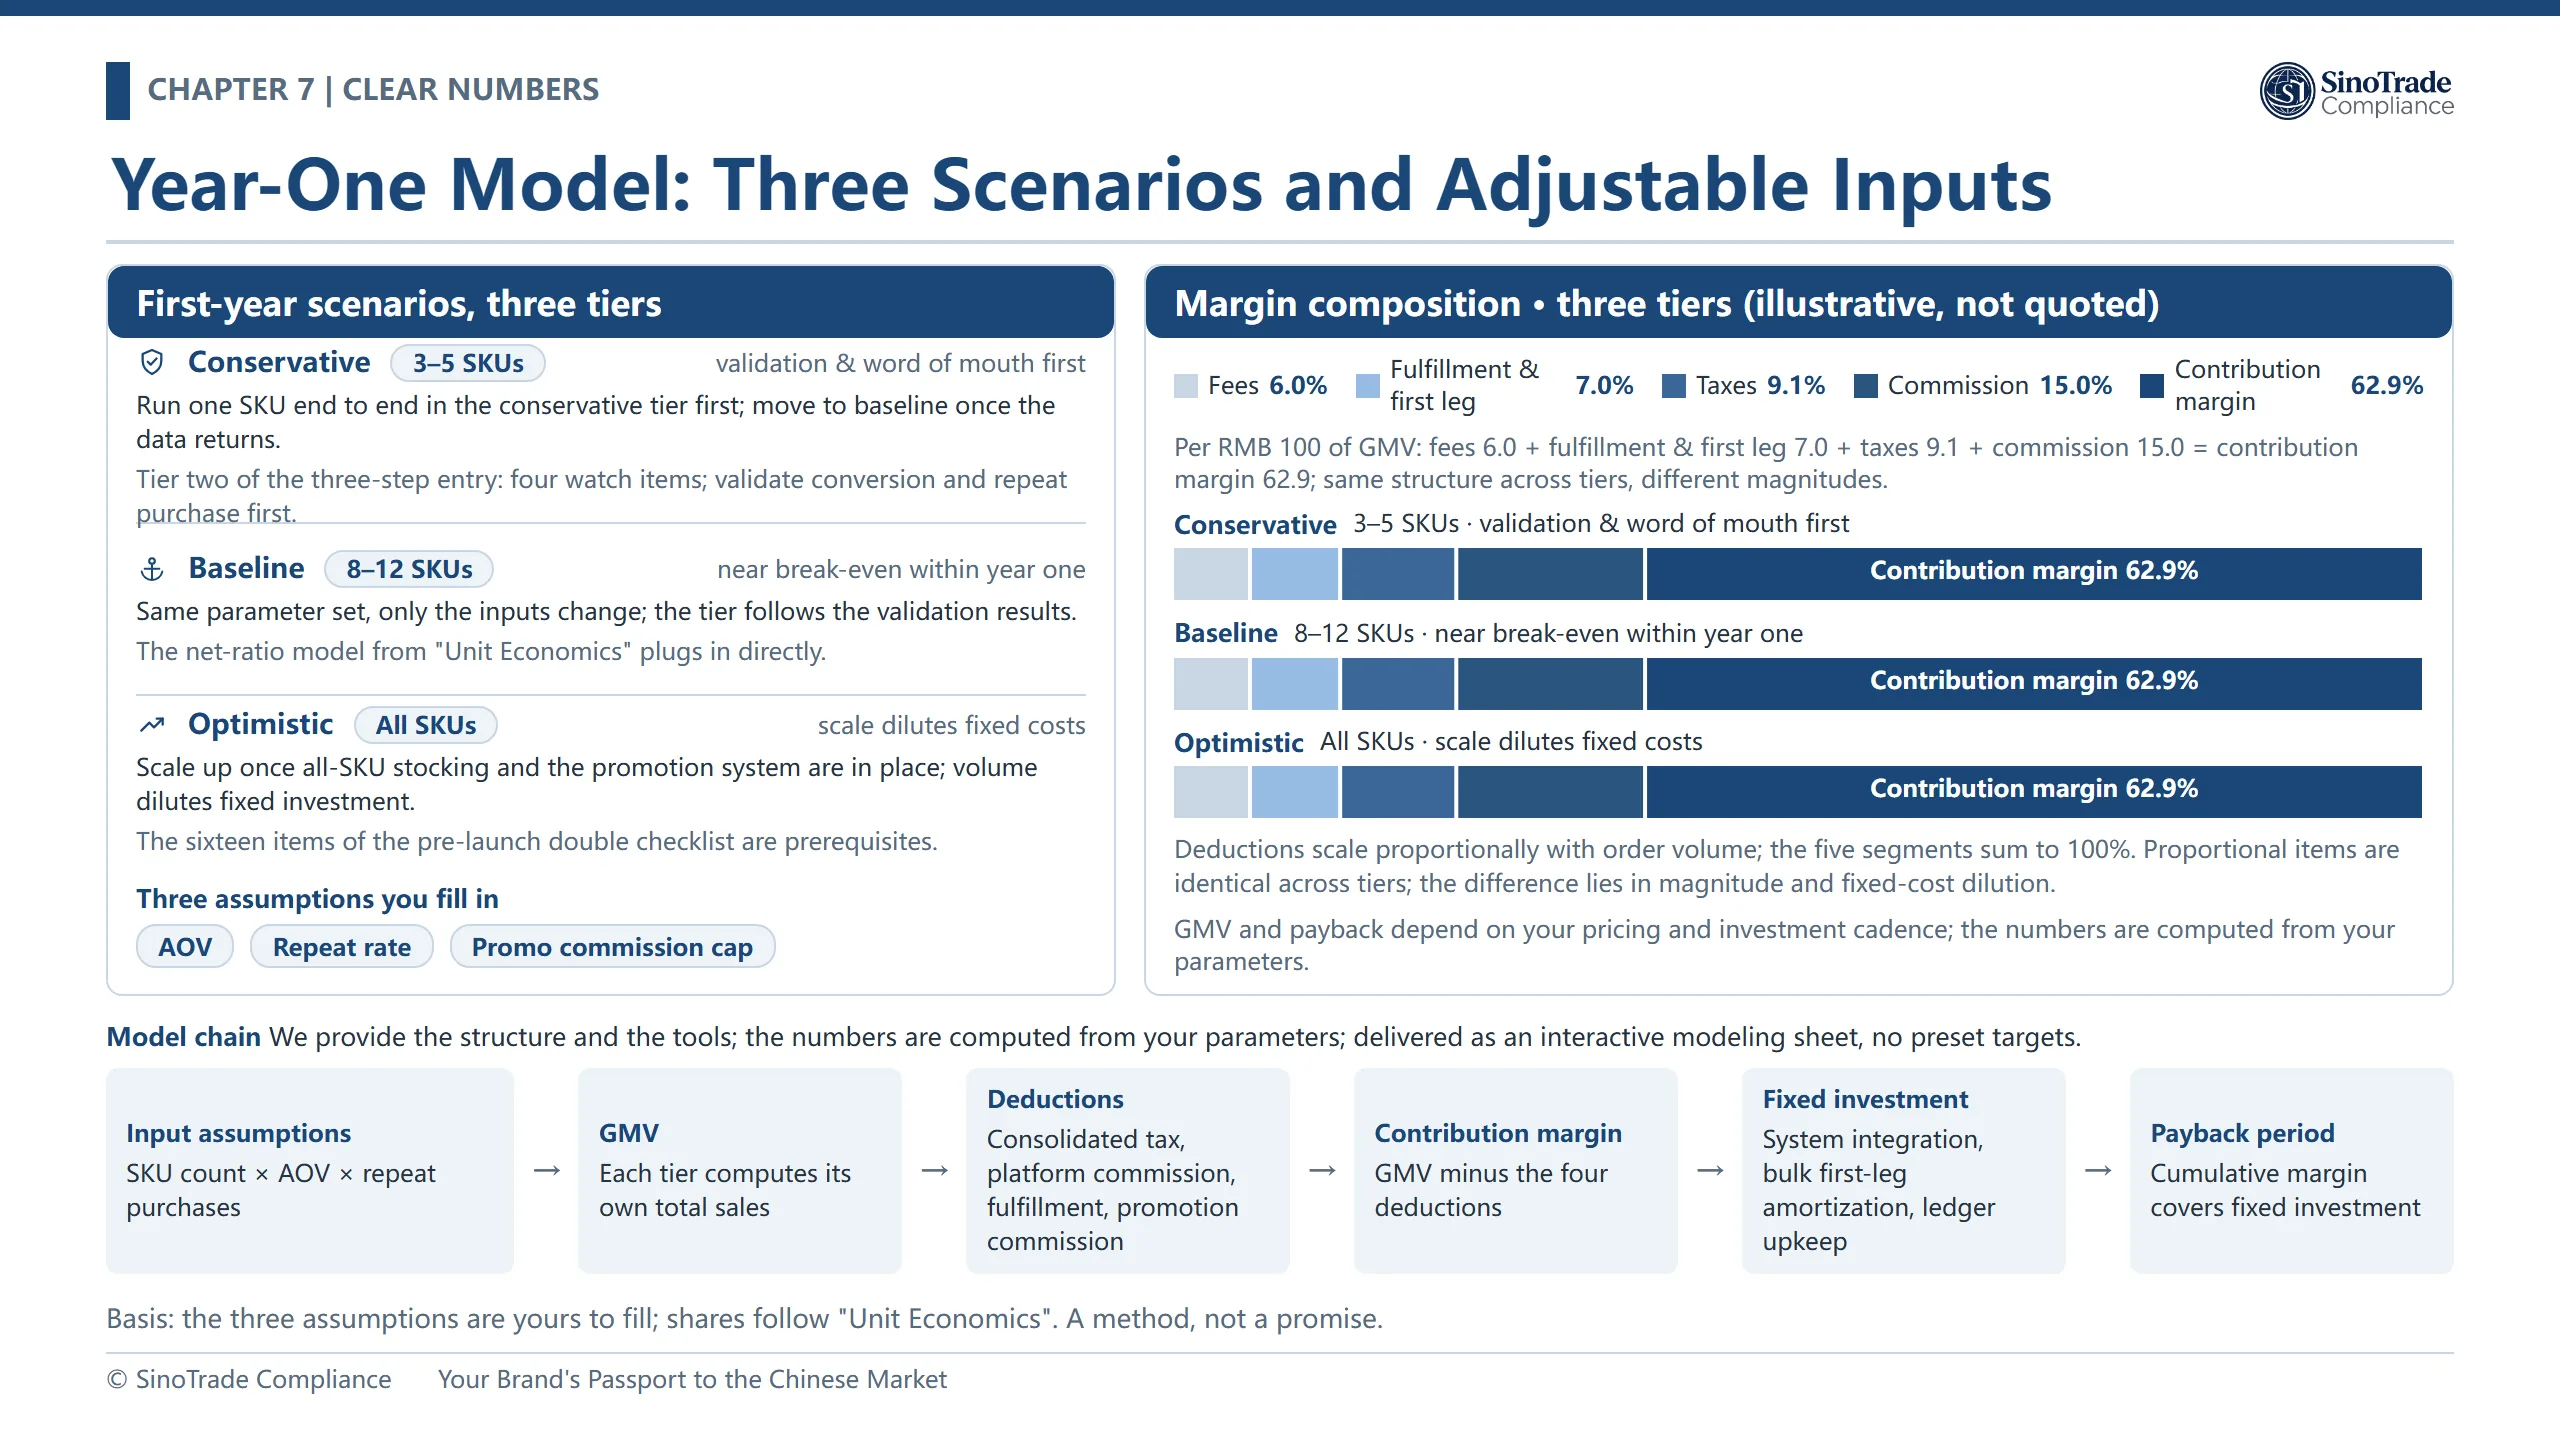 CHAPTER 7 | CLEAR NUMBERS
SinoTrade
Compliance
Year-One Model: Three Scenarios and Adjustable Inputs
First-year scenarios, three tiers
Conservative 3–5 SKUs validation & word of mouth first
Run one SKU end to end in the conservative tier first; move to baseline once the
data returns.
Tier two of the three-step entry: four watch items; validate conversion and repeat
purchase first.
Baseline 8–12 SKUs near break-even within year one
Same parameter set, only the inputs change; the tier follows the validation results.
The net-ratio model from "Unit Economics" plugs in directly.
Optimistic All SKUs scale dilutes fixed costs
Scale up once all-SKU stocking and the promotion system are in place; volume
dilutes fixed investment.
The sixteen items of the pre-launch double checklist are prerequisites.
Three assumptions you fill in
AOV Repeat rate Promo commission cap
Margin composition • three tiers (illustrative, not quoted)
Fees 6.0% Fulfillment & first leg 7.0% Taxes 9.1% Commission 15.0% Contribution margin 62.9%
Per RMB 100 of GMV: fees 6.0 + fulfillment & first leg 7.0 + taxes 9.1 + commission 15.0 = contribution
margin 62.9; same structure across tiers, different magnitudes.
Conservative 3–5 SKUs · validation & word of mouth first
Contribution margin 62.9%
Baseline 8–12 SKUs · near break-even within year one
Contribution margin 62.9%
Optimistic All SKUs · scale dilutes fixed costs
Contribution margin 62.9%
Deductions scale proportionally with order volume; the five segments sum to 100%. Proportional items are
identical across tiers; the difference lies in magnitude and fixed-cost dilution.
GMV and payback depend on your pricing and investment cadence; the numbers are computed from your
parameters.
Model chain We provide the structure and the tools; the numbers are computed from your parameters; delivered as an interactive modeling sheet, no preset targets.
Input assumptions
SKU count × AOV × repeat
purchases
→
GMV
Each tier computes its
own total sales
→
Deductions
Consolidated tax,
platform commission,
fulfillment, promotion
commission
→
Contribution margin
GMV minus the four
deductions
→
Fixed investment
System integration,
bulk first-leg
amortization, ledger
upkeep
→
Payback period
Cumulative margin
covers fixed investment
Basis: the three assumptions are yours to fill; shares follow "Unit Economics". A method, not a promise.
© SinoTrade Compliance Your Brand's Passport to the Chinese Market